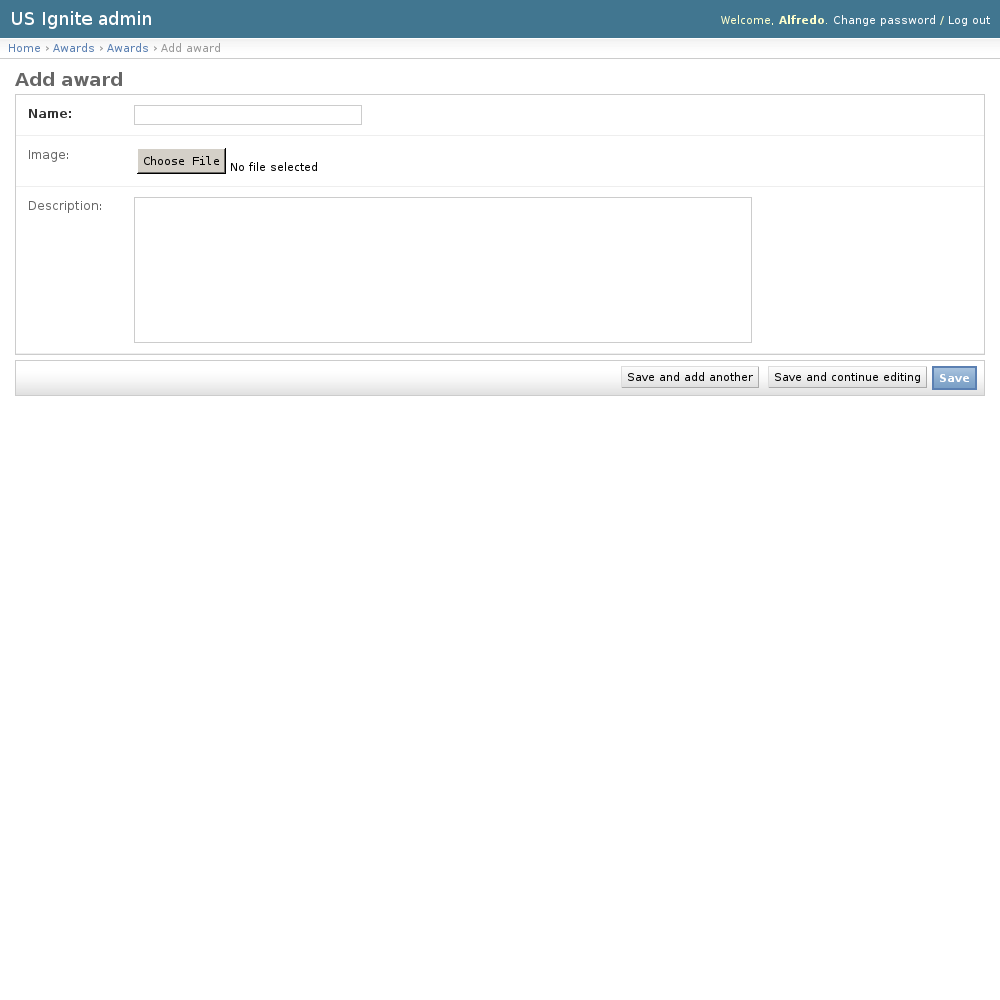 US Ignite admin
Welcome, Alfredo. Change password / Log out
Home › Awards › Awards › Add award
Add award
Name:
Image:
Choose File No file selected
Description:
Save and add another
Save and continue editing
Save